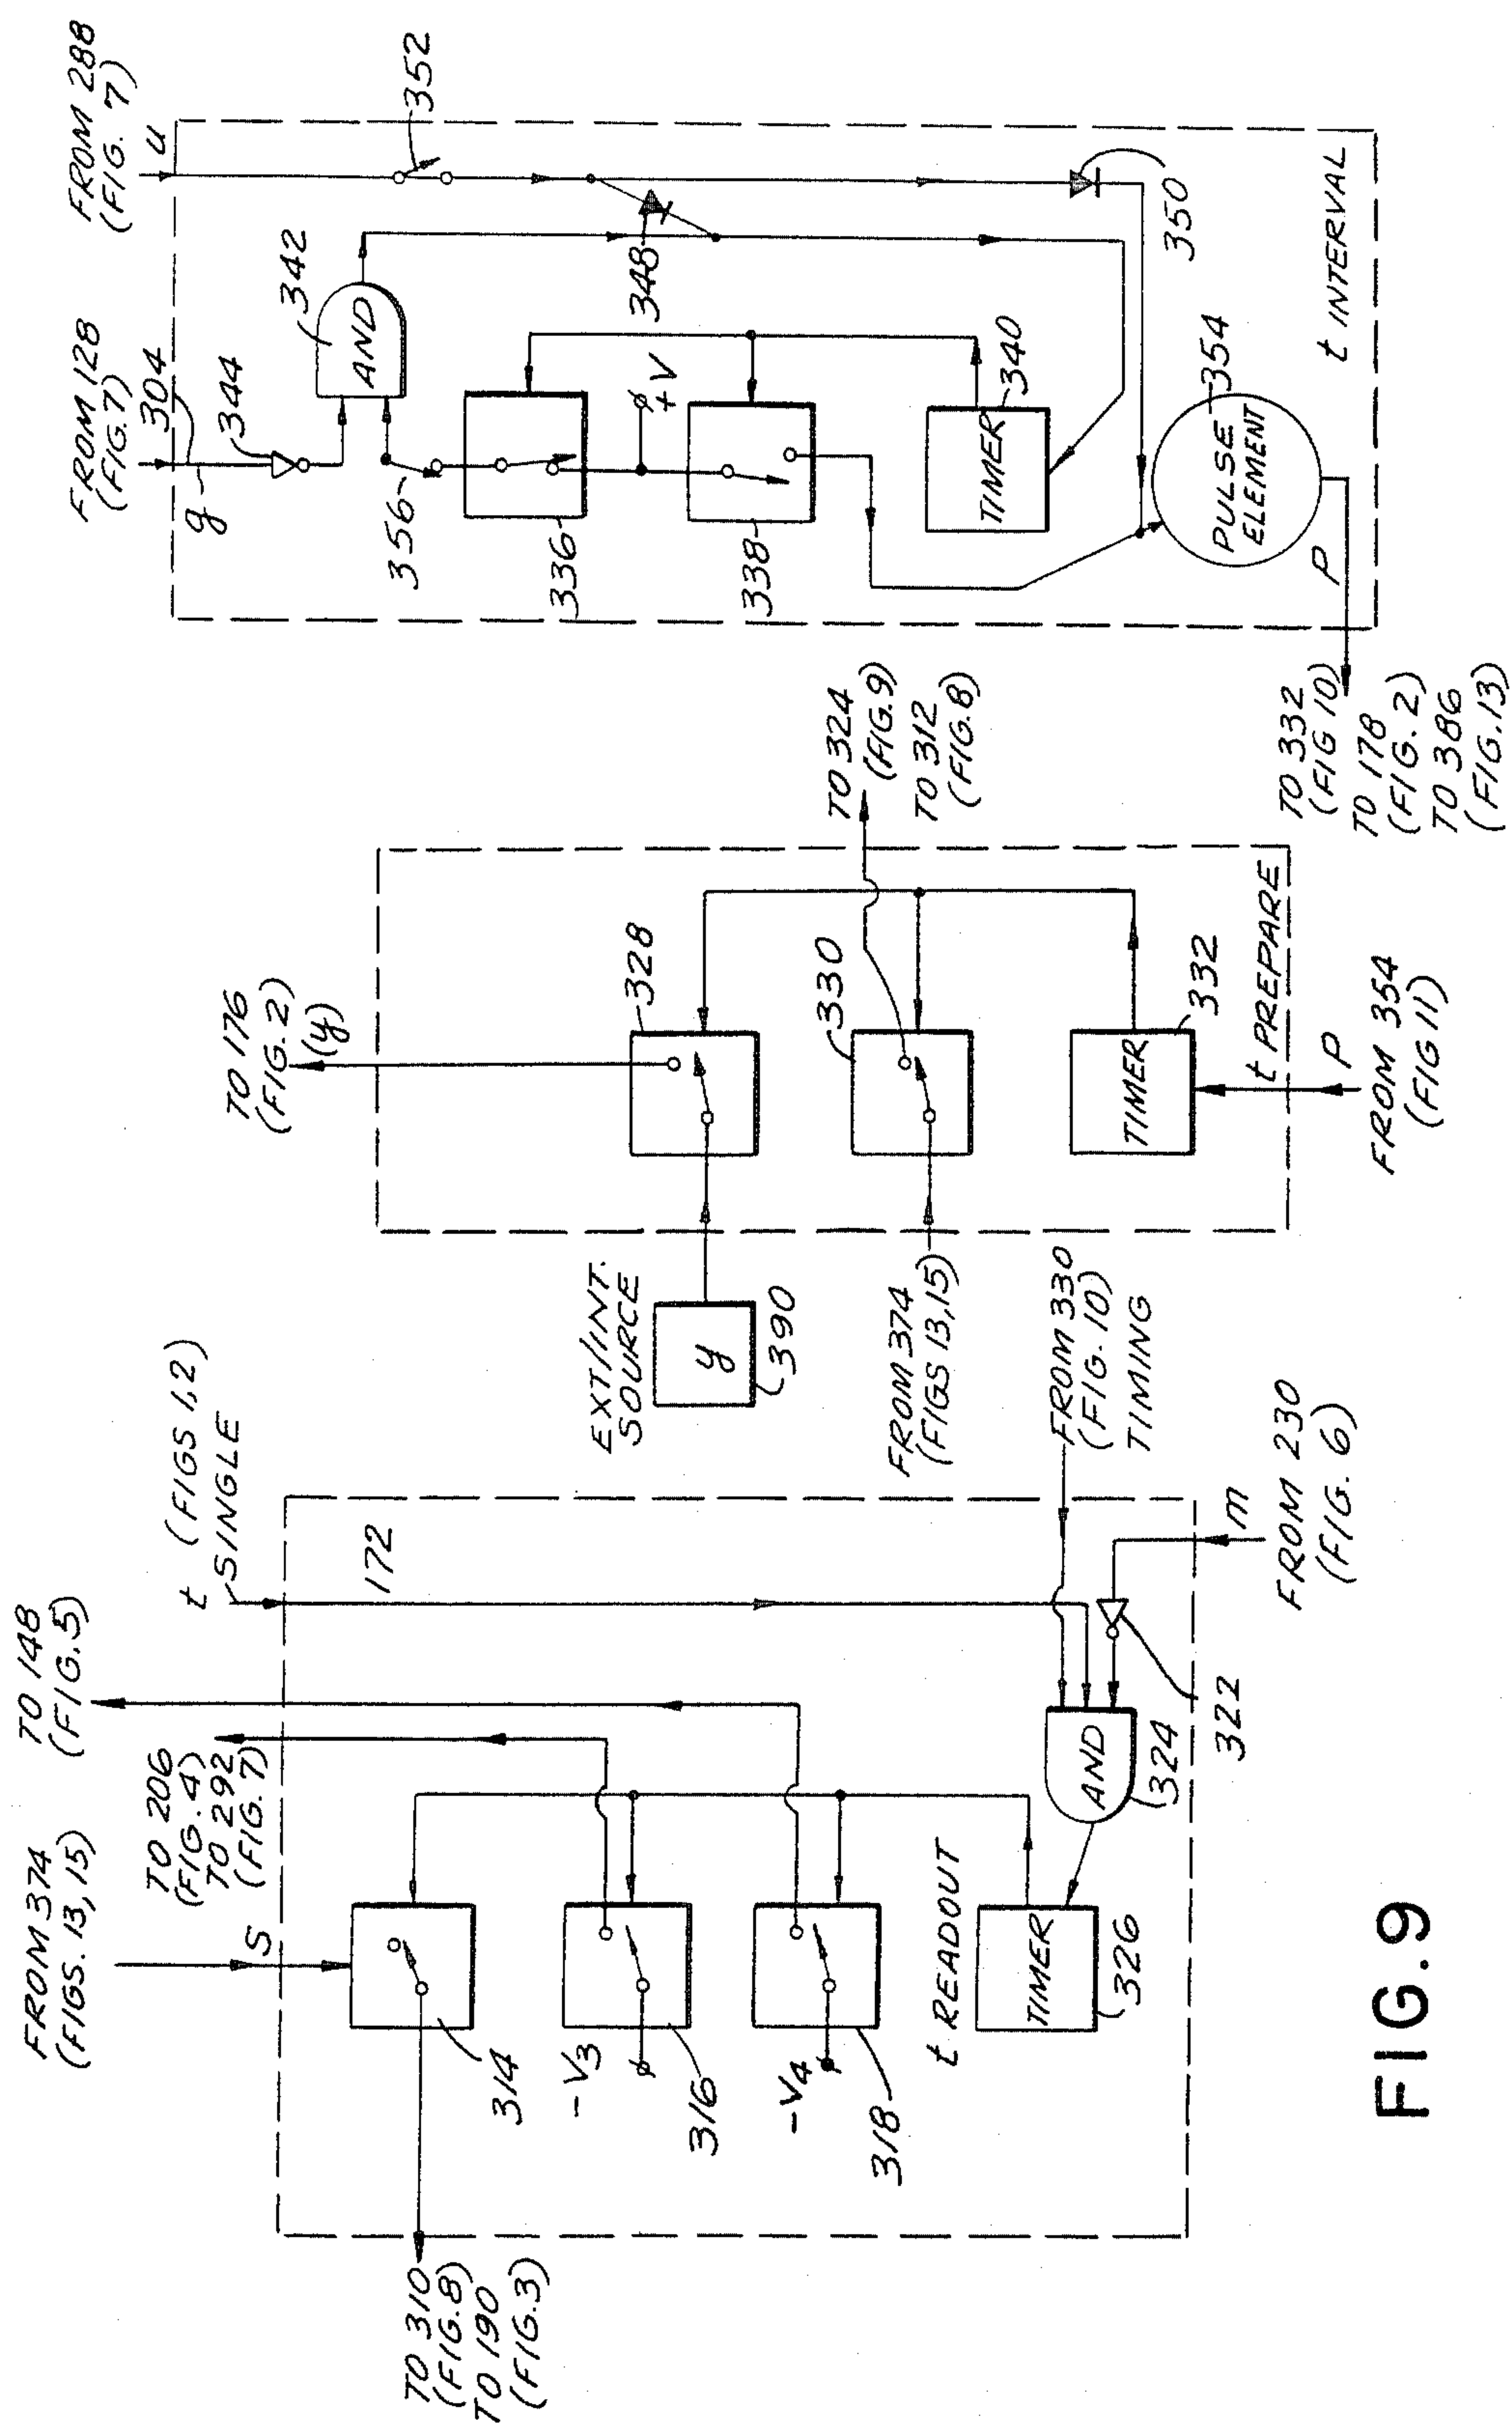 FROM 374
(FIGS. 13, 15)
S
TO 206
(FIG. 4)
TO 292
(FIG. 7)
TO 148
(FIG. 5)
t (FIGS 1,2)
SINGLE
172
TO 310
(FIG. 8)
TO 190
(FIG. 3)
314
-V3
316
-V4
318
t READOUT
TIMER
326
AND
324
322
FROM 330
(FIG. 10)
TIMING
m
FROM 230
(FIG. 6)
TO 176
(FIG. 2)
(y)
EXT/INT.
SOURCE
y
390
328
FROM 374
(FIGS 13,15)
330
TO 324
(FIG. 9)
TO 312
(FIG. 8)
TIMER
332
t PREPARE
P
FROM 354
(FIG 11)
FROM 128
(FIG. 7)
304
g
344
FROM 288
(FIG. 7)
u
352
342
AND
356
336
348
+V
338
TIMER
340
350
PULSE
ELEMENT
354
t INTERVAL
P
TO 332
(FIG 10)
TO 178
(FIG. 2)
TO 386
(FIG. 13)
FIG. 9